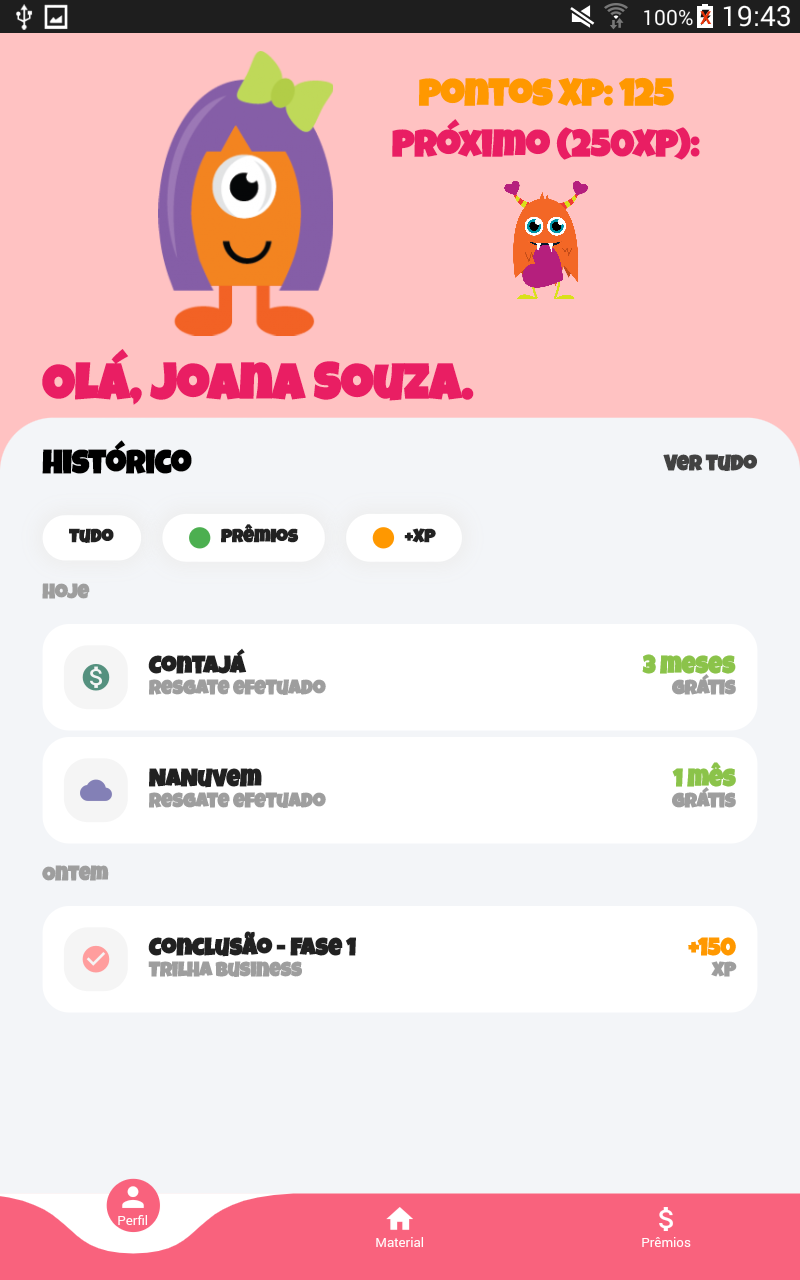 100% 19:43
Pontos XP: 125
Próximo (250XP):
Olá, Joana Souza.
Histórico
Ver tudo
Tudo
Prêmios
+XP
Hoje
ContaJá
3 meses
Resgate efetuado
Grátis
NaNuvem
1 mês
Resgate efetuado
Grátis
Ontem
Conclusão - Fase 1
+150
Trilha Business
XP
Perfil
Material
Prêmios